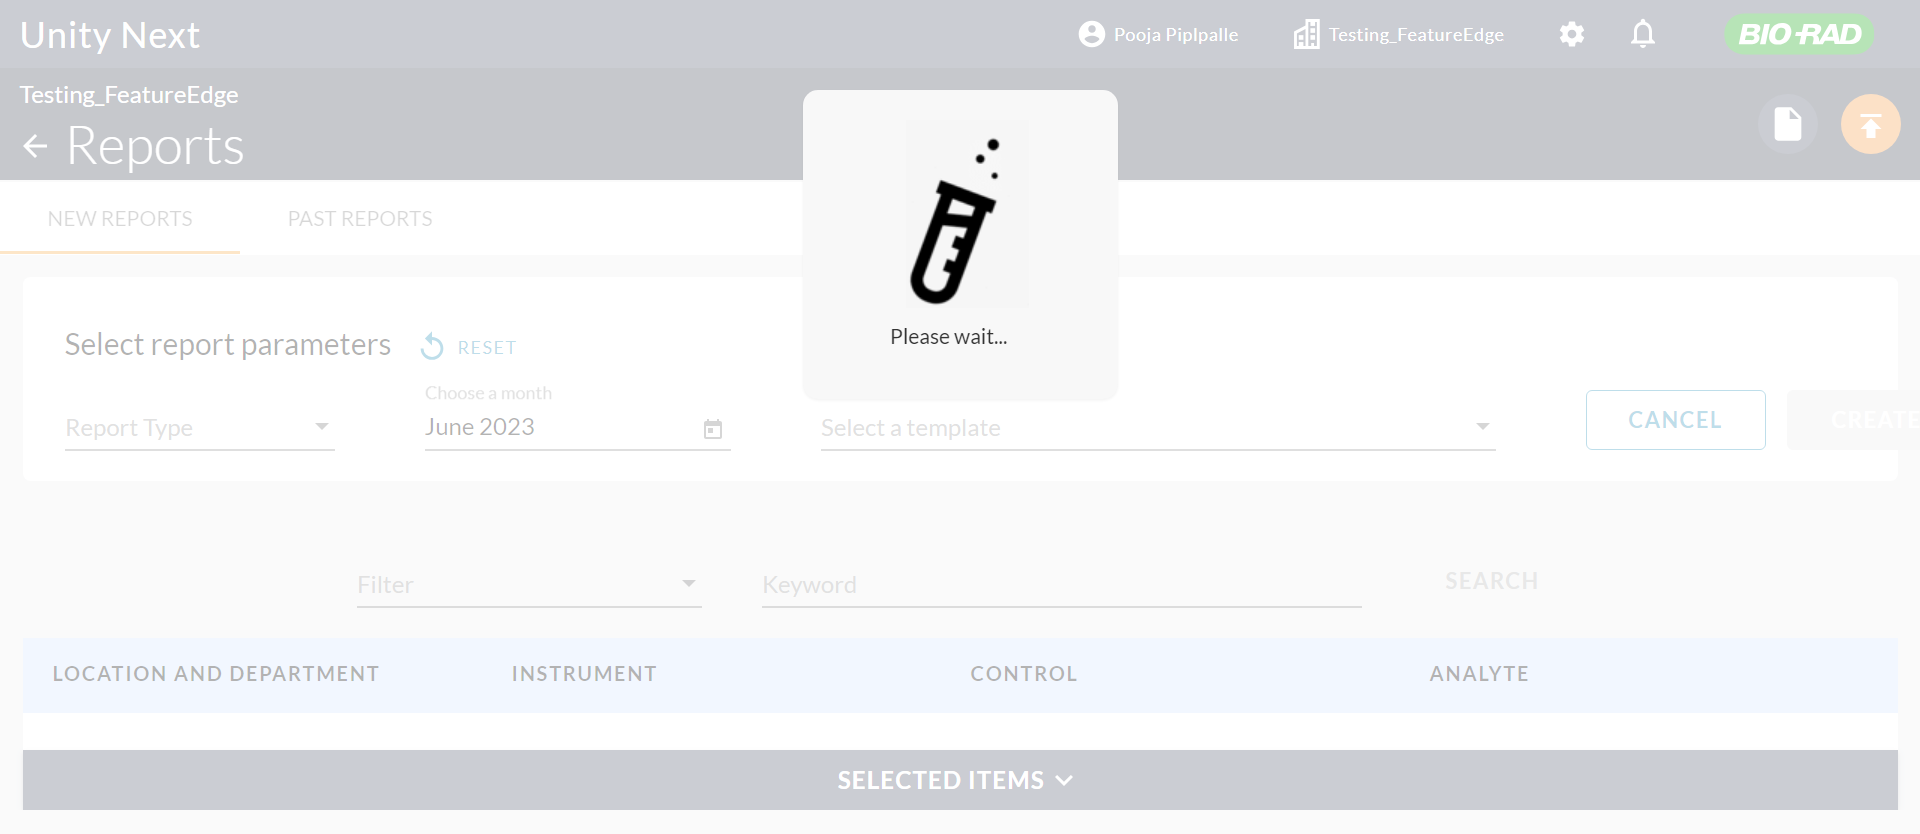 Unity Next
Pooja Piplpalle
Testing_FeatureEdge
BIO-RAD
Testing_FeatureEdge
Reports
NEW REPORTS
PAST REPORTS
Please wait...
Select report parameters
RESET
Choose a month
Report Type
June 2023
Select a template
CANCEL
CREATE
Filter
Keyword
SEARCH
LOCATION AND DEPARTMENT
INSTRUMENT
CONTROL
ANALYTE
SELECTED ITEMS